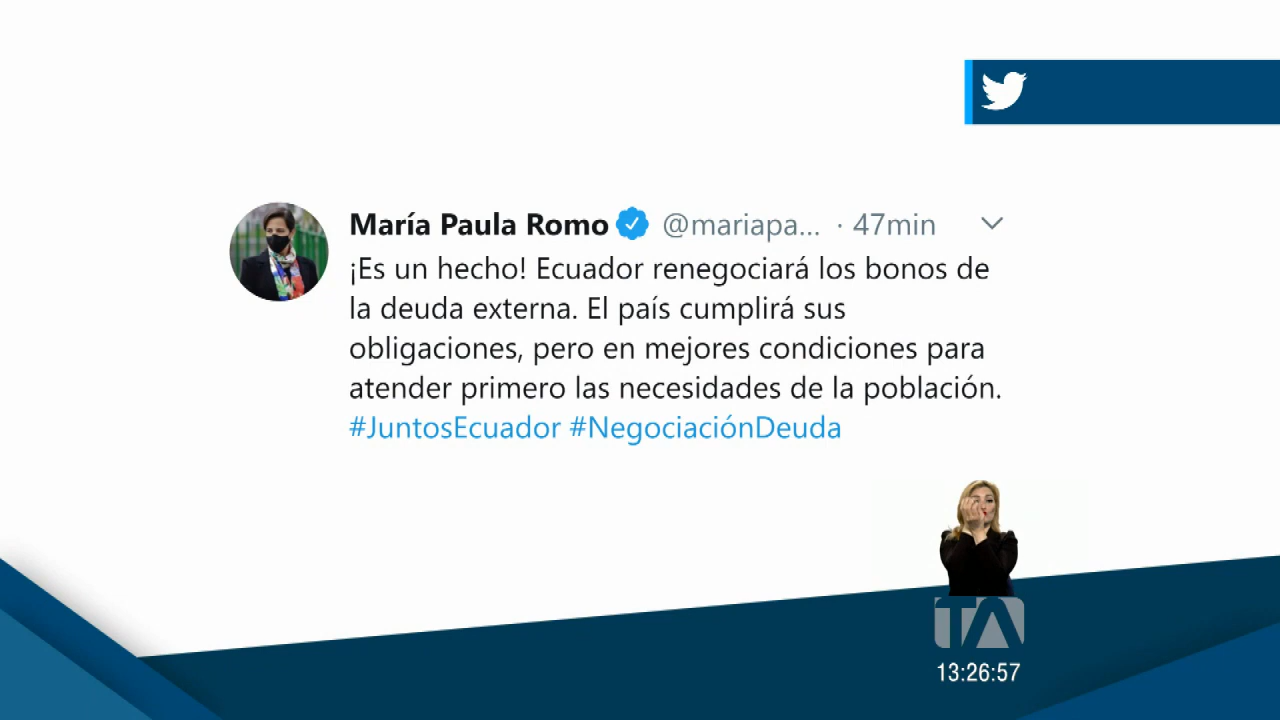 María Paula Romo @mariapa... · 47min
¡Es un hecho! Ecuador renegociará los bonos de
la deuda externa. El país cumplirá sus
obligaciones, pero en mejores condiciones para
atender primero las necesidades de la población.
#JuntosEcuador #NegociaciónDeuda
TA
13:26:57